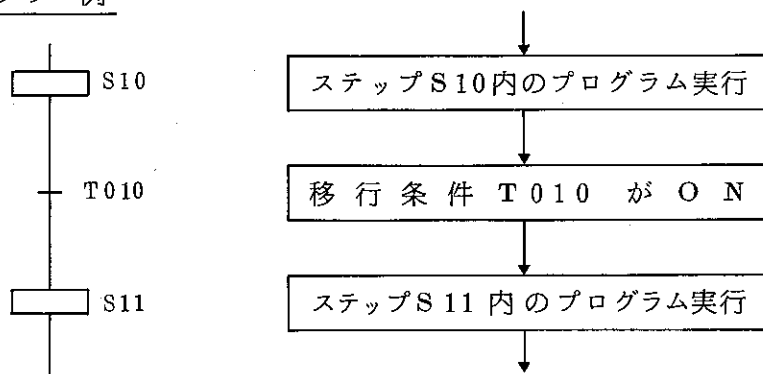 例
S10
ステップS10内のプログラム実行
T010
移行条件 T010 が ON
S11
ステップS11内のプログラム実行